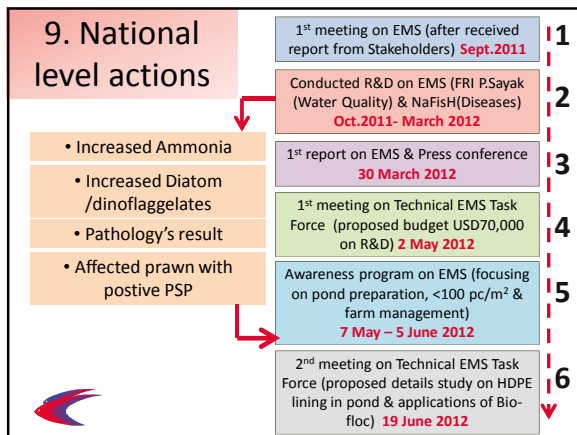 9. National
level actions
1st meeting on EMS (after received
report from Stakeholders) Sept.2011
1
Conducted R&D on EMS (FRI P.Sayak
(Water Quality) & NaFisH(Diseases)
Oct.2011- March 2012
2
• Increased Ammonia
• Increased Diatom
/dinoflaggelates
• Pathology's result
• Affected prawn with
postive PSP
1st report on EMS & Press conference
30 March 2012
3
1st meeting on Technical EMS Task
Force (proposed budget USD70,000
on R&D) 2 May 2012
4
Awareness program on EMS (focusing
on pond preparation, <100 pc/m2 &
farm management)
7 May – 5 June 2012
5
2nd meeting on Technical EMS Task
Force (proposed details study on HDPE
lining in pond & applications of Bio-
floc) 19 June 2012
6